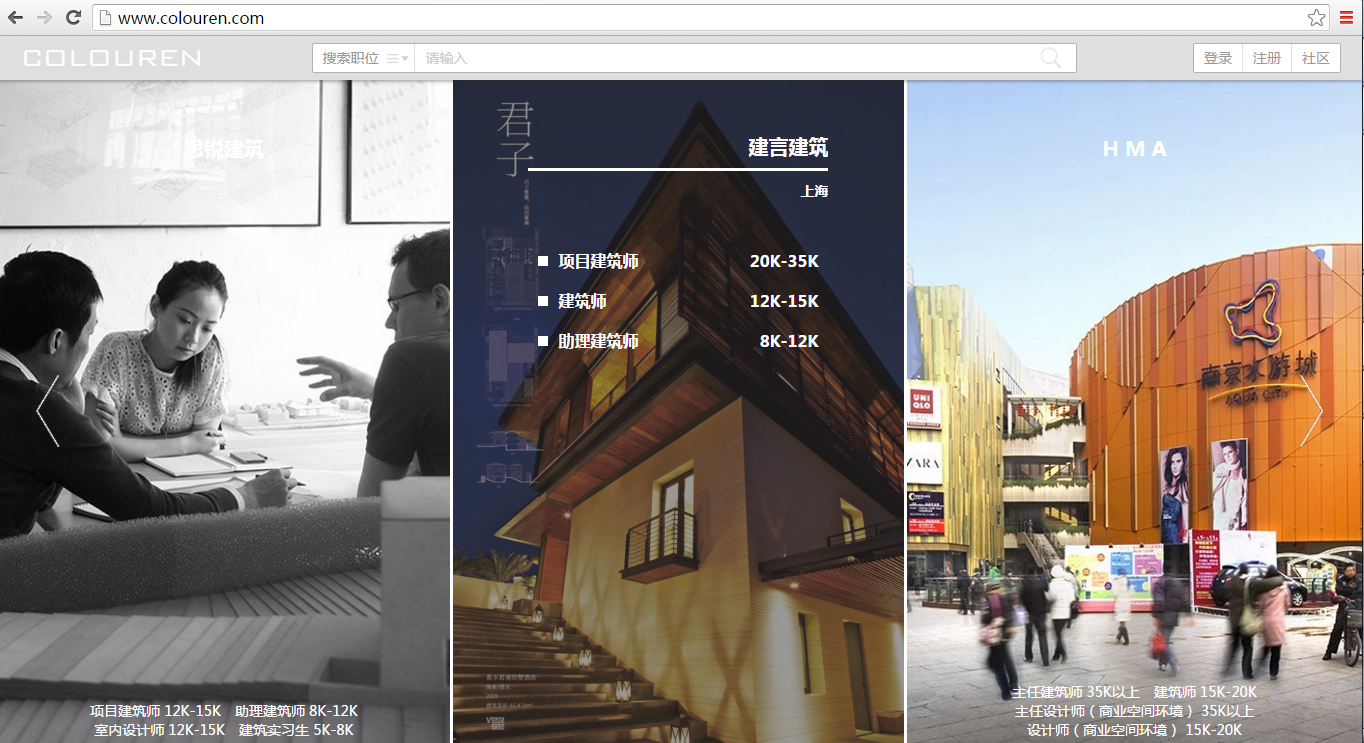 www.colouren.com
COLOUREN
搜索职位 请输入
登录 注册 社区
思锐建筑
项目建筑师 12K-15K 助理建筑师 8K-12K
室内设计师 12K-15K 建筑实习生 5K-8K
君子
建言建筑
上海
项目建筑师 20K-35K
建筑师 12K-15K
助理建筑师 8K-12K
HMA
南京水游城
AQUA CITY
UNI
QLO
ZARA
主任建筑师 35K以上 建筑师 15K-20K
主任设计师（商业空间环境） 35K以上
设计师（商业空间环境） 15K-20K